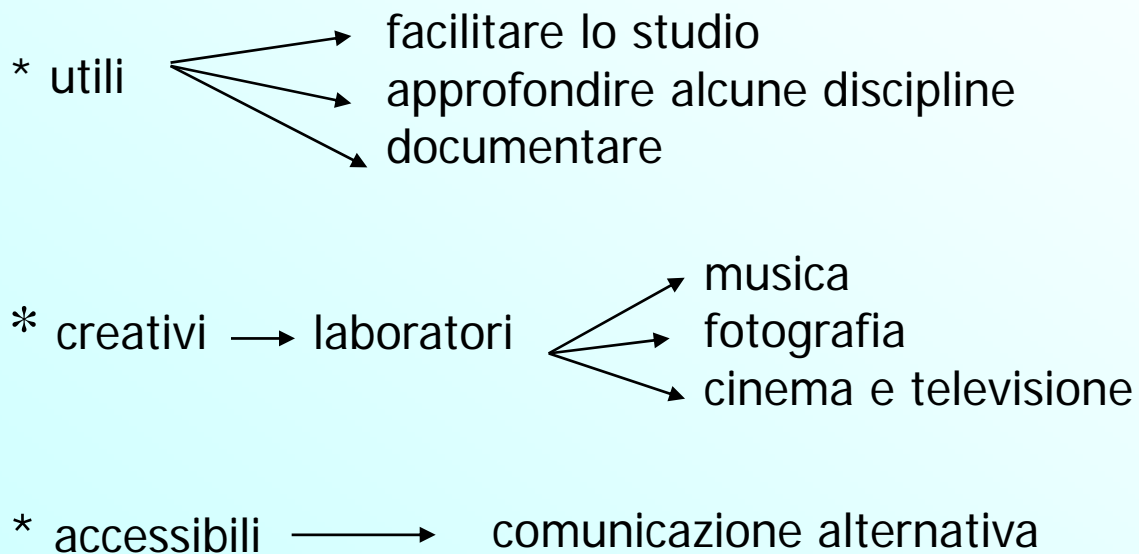 facilitare lo studio
* utili
approfondire alcune discipline
documentare
musica
* creativi laboratori
fotografia
cinema e televisione
* accessibili comunicazione alternativa